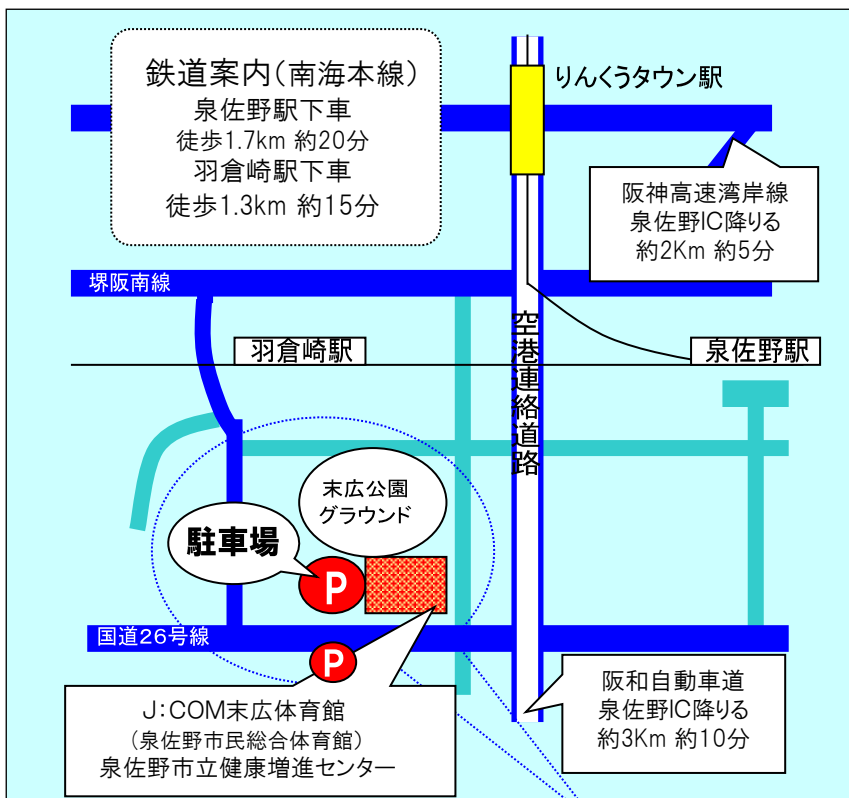 鉄道案内(南海本線)
泉佐野駅下車
徒歩1.7km 約20分
羽倉崎駅下車
徒歩1.3km 約15分
りんくうタウン駅
阪神高速湾岸線
泉佐野IC降りる
約2Km 約5分
堺阪南線
空港連絡道路
羽倉崎駅
泉佐野駅
末広公園
グラウンド
駐車場
P
国道26号線
P
J:COM末広体育館
(泉佐野市民総合体育館)
泉佐野市立健康増進センター
阪和自動車道
泉佐野IC降りる
約3Km 約10分